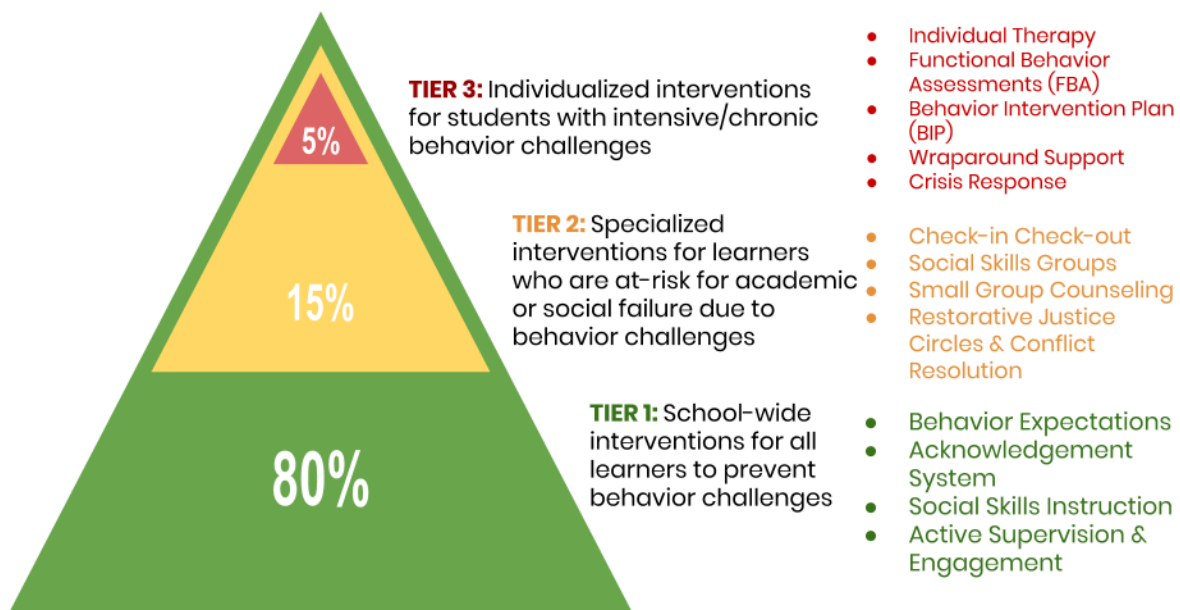 TIER 3: Individualized interventions
for students with intensive/chronic
behavior challenges
5%
● Individual Therapy
● Functional Behavior
Assessments (FBA)
● Behavior Intervention Plan
(BIP)
● Wraparound Support
● Crisis Response
TIER 2: Specialized
interventions for learners
who are at-risk for academic
or social failure due to
behavior challenges
15%
● Check-in Check-out
● Social Skills Groups
● Small Group Counseling
● Restorative Justice
Circles & Conflict
Resolution
TIER 1: School-wide
interventions for all
learners to prevent
behavior challenges
80%
● Behavior Expectations
● Acknowledgement
System
● Social Skills Instruction
● Active Supervision &
Engagement